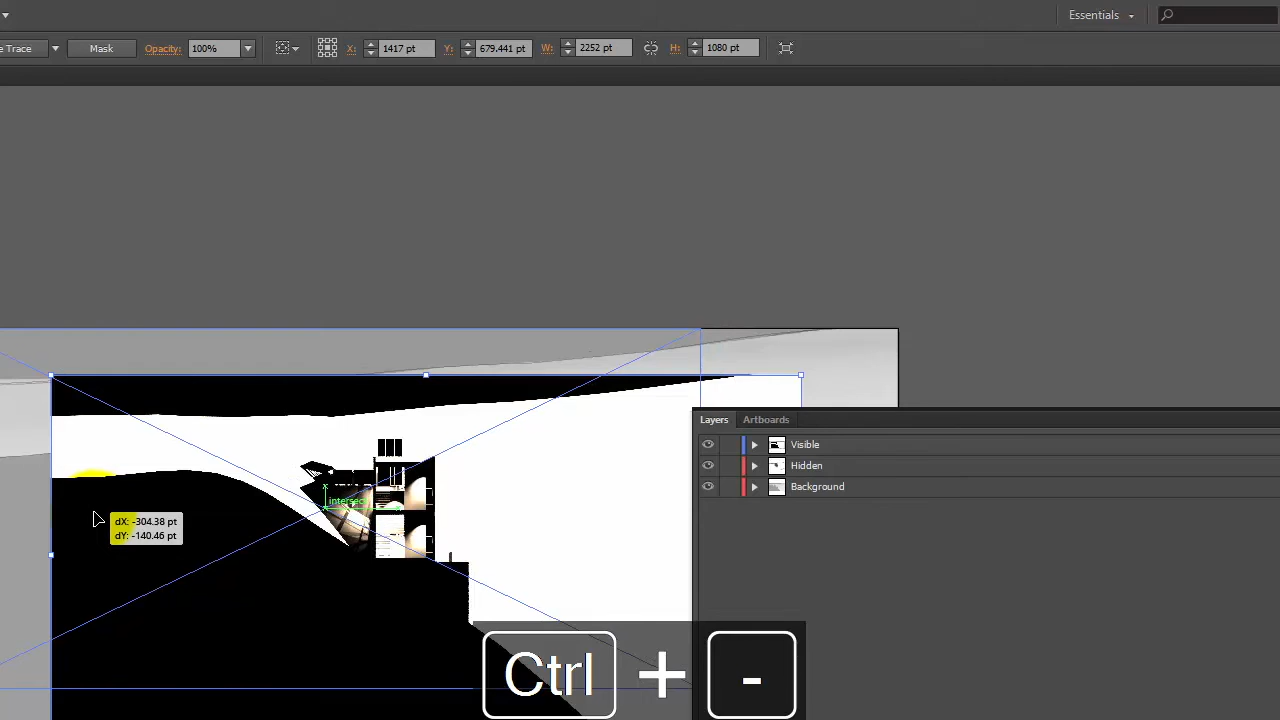 Essentials
e Trace
Mask
Opacity: 100%
X: 1417 pt
Y: 679.441 pt
W: 2252 pt
H: 1080 pt
Layers
Artboards
Visible
Hidden
Background
intersec
dX: -304.38 pt
dY: -140.46 pt
Ctrl + -